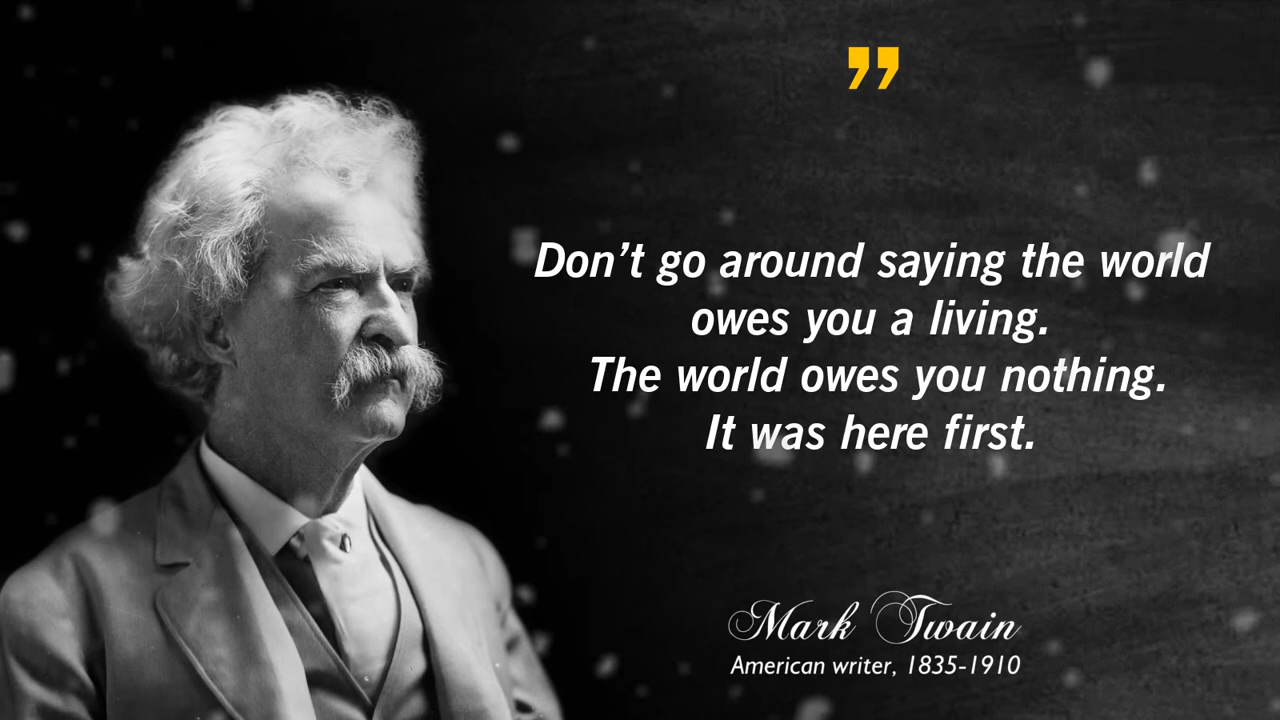 ”
Don’t go around saying the world
owes you a living.
The world owes you nothing.
It was here first.
Mark Twain
American writer, 1835-1910